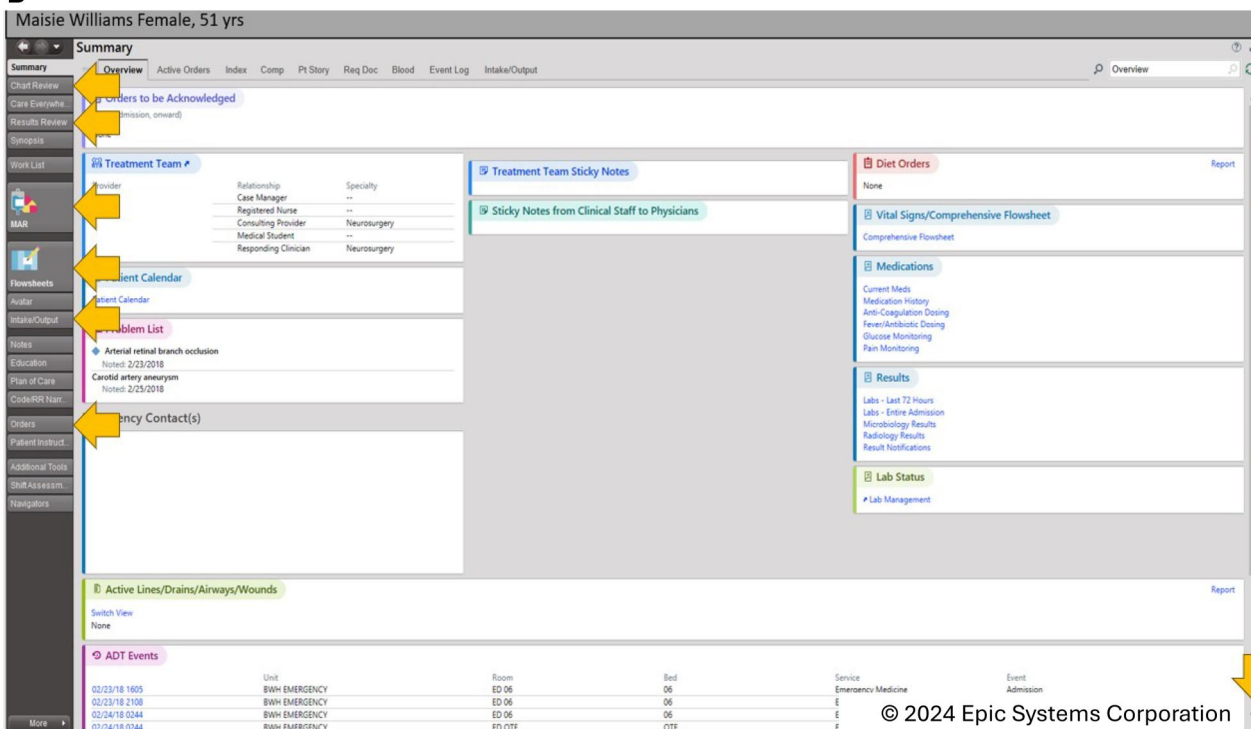 Maisie Williams Female, 51 yrs
Summary
Summary
Overview Active Orders Index Comp Pt Story Req Doc Blood Event Log Intake/Output
Overview
Chart Review
Care Everywhe...
Results Review
Synopsis
Work List
MAR
Flowsheets
Avatar
Intake/Output
Notes
Education
Plan of Care
Code/RR Narr...
Orders
Patient Instruct...
Additional Tools
Shift Assessm...
Navigators
More
Orders to be Acknowledged
onward)
Treatment Team
Relationship Specialty
Case Manager --
Registered Nurse --
Consulting Provider Neurosurgery
Medical Student --
Responding Clinician Neurosurgery
Calendar
Patient Calendar
Problem List
Arterial retinal branch occlusion
Noted: 2/23/2018
Carotid artery aneurysm
Noted: 2/25/2018
Contact(s)
Treatment Team Sticky Notes
Sticky Notes from Clinical Staff to Physicians
Diet Orders
Report
None
Vital Signs/Comprehensive Flowsheet
Comprehensive Flowsheet
Medications
Current Meds
Medication History
Anti-Coagulation Dosing
Fever/Antibiotic Dosing
Glucose Monitoring
Pain Monitoring
Results
Labs - Last 72 Hours
Labs - Entire Admission
Microbiology Results
Radiology Results
Result Notifications
Lab Status
Lab Management
Active Lines/Drains/Airways/Wounds
Report
Switch View
None
ADT Events
Unit Room Bed Service Event
02/23/18 1605 BWH EMERGENCY ED 06 06 Emergency Medicine Admission
02/23/18 2108 BWH EMERGENCY ED 06 06 E
02/24/18 0244 BWH EMERGENCY ED 06 06 E
02/24/18 0244 BWH EMERGENCY ED OTF OTF
© 2024 Epic Systems Corporation